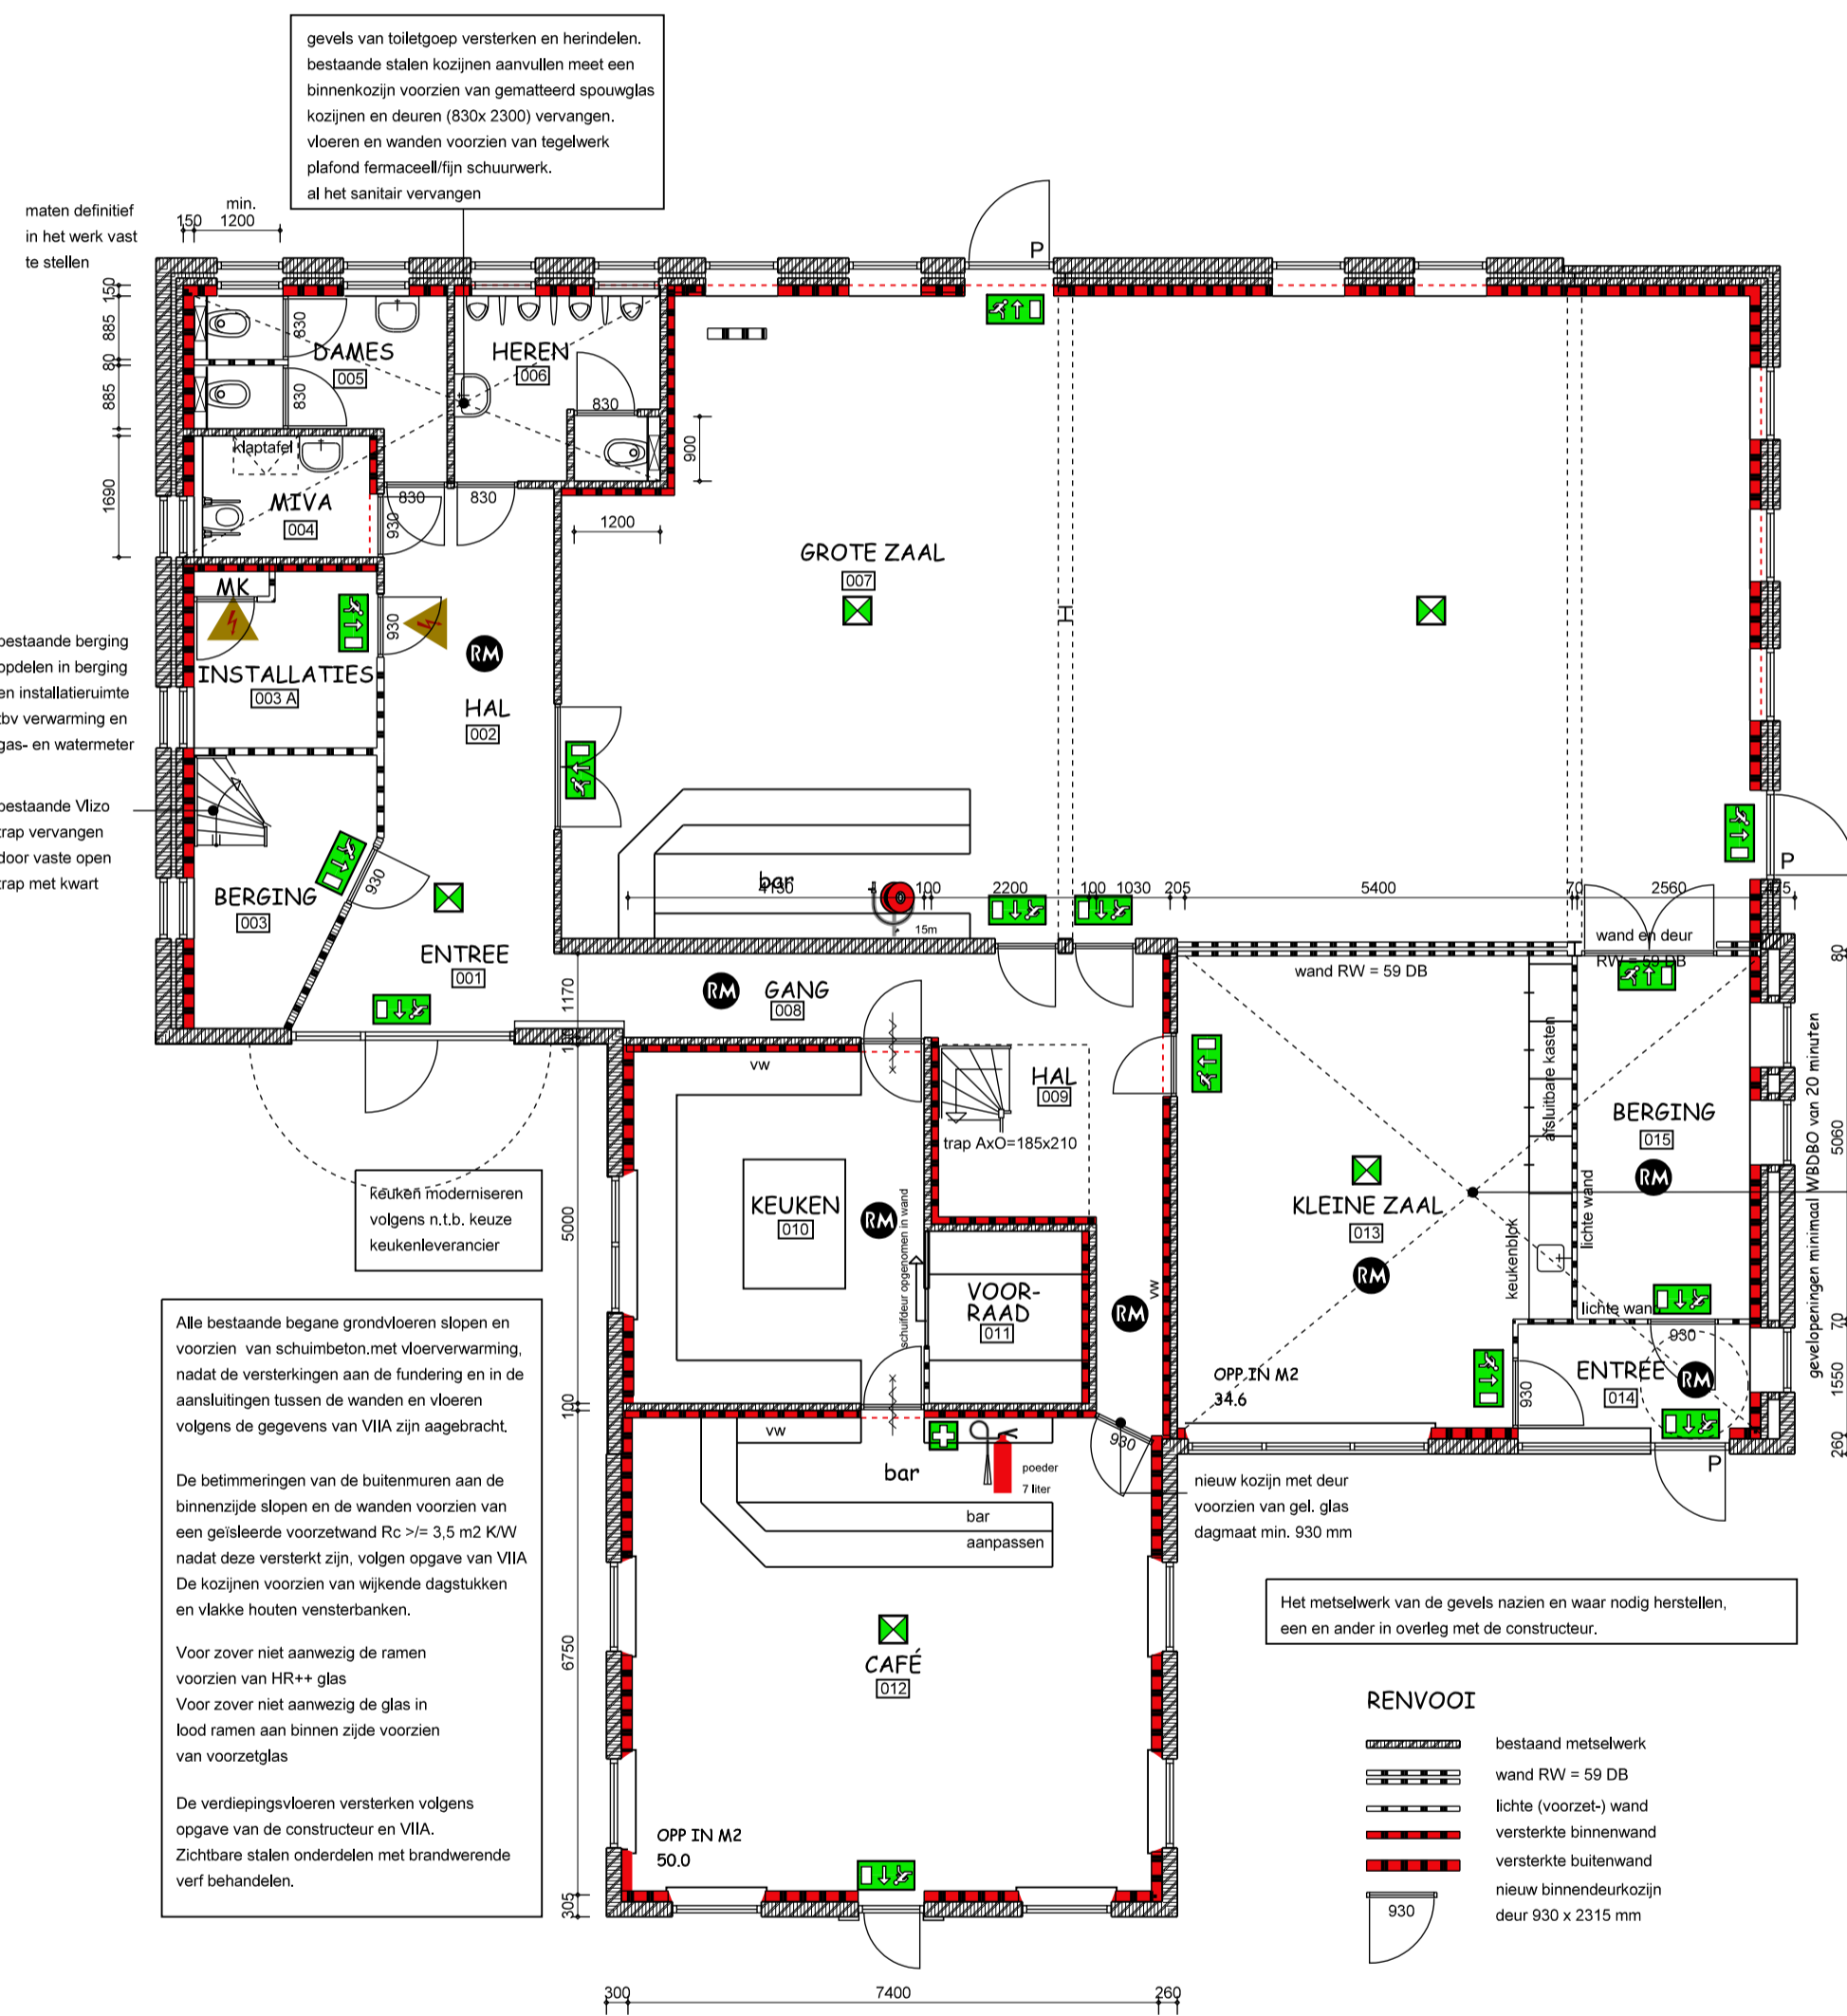 gevels van toiletgoep versterken en herindelen.
bestaande stalen kozijnen aanvullen meet een
binnenkozijn voorzien van gematteerd spouwglas
kozijnen en deuren (830x 2300) vervangen.
vloeren en wanden voorzien van tegelwerk
plafond fermaceell/fijn schuurwerk.
al het sanitair vervangen
maten definitief
in het werk vast
te stellen
min.
150 1200
P
150
885
80
885
1690
830
830
DAMES
005
HEREN
006
830
900
klaptafel
MIVA
004
830
830
930
1200
GROTE ZAAL
007
MK
930
RM
INSTALLATIES
003 A
HAL
002
bestaande berging
opdelen in berging
en installatieruimte
tbv verwarming en
gas- en watermeter
bestaande Vlizo
trap vervangen
door vaste open
trap met kwart
BERGING
003
930
ENTREE
001
bar
4150
100
2200
100
1030
205
5400
70
2560
P
15m
wand en deur
RW = 59 DB
wand RW = 59 DB
80
1170
RM
GANG
008
vw
HAL
009
trap AxO=185x210
afsluitbare kasten
BERGING
015
RM
gevelopeningen minimaal WBDBO van 20 minuten
5060
keuken moderniseren
volgens n.t.b. keuze
keukenleverancier
5000
KEUKEN
010
RM
schuifdeur opgenomen in wand
VOOR-
RAAD
011
RM
vw
KLEINE ZAAL
013
RM
keukenblok
lichte wand
lichte wand
930
70
1550
260
ENTREE
014
RM
930
OPP IN M2
34.6
P
100
vw
bar
poeder
7 liter
930
bar
aanpassen
nieuw kozijn met deur
voorzien van gel. glas
dagmaat min. 930 mm
Alle bestaande begane grondvloeren slopen en
voorzien van schuimbeton.met vloerverwarming,
nadat de versterkingen aan de fundering en in de
aansluitingen tussen de wanden en vloeren
volgens de gegevens van VIIA zijn aagebracht.
De betimmeringen van de buitenmuren aan de
binnenzijde slopen en de wanden voorzien van
een geïsleerde voorzetwand Rc >/= 3,5 m2 K/W
nadat deze versterkt zijn, volgen opgave van VIIA
De kozijnen voorzien van wijkende dagstukken
en vlakke houten vensterbanken.
Voor zover niet aanwezig de ramen
voorzien van HR++ glas
Voor zover niet aanwezig de glas in
lood ramen aan binnen zijde voorzien
van voorzetglas
De verdiepingsvloeren versterken volgens
opgave van de constructeur en VIIA.
Zichtbare stalen onderdelen met brandwerende
verf behandelen.
6750
CAFÉ
012
OPP IN M2
50.0
305
300
7400
260
Het metselwerk van de gevels nazien en waar nodig herstellen,
een en ander in overleg met de constructeur.
RENVOOI
bestaand metselwerk
wand RW = 59 DB
lichte (voorzet-) wand
versterkte binnenwand
versterkte buitenwand
nieuw binnendeurkozijn
930
deur 930 x 2315 mm